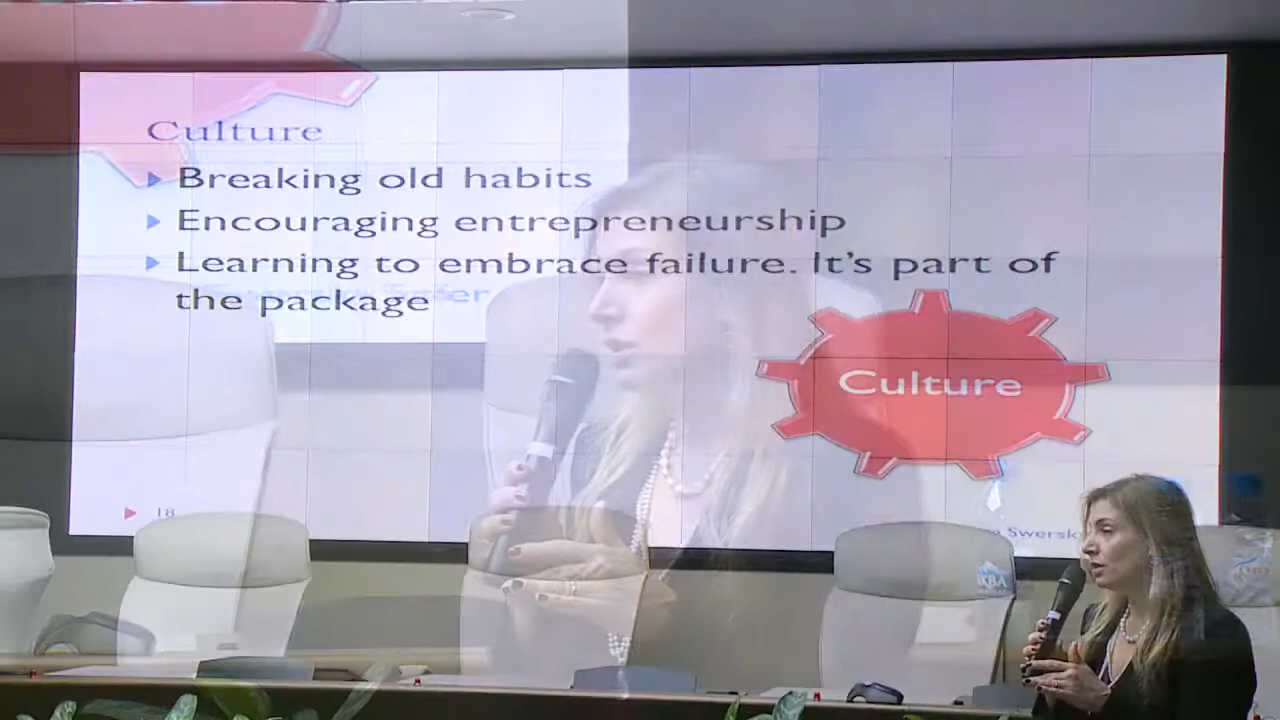 Culture
Breaking old habits
Encouraging entrepreneurship
Learning to embrace failure. It's part of
the package
Culture
18